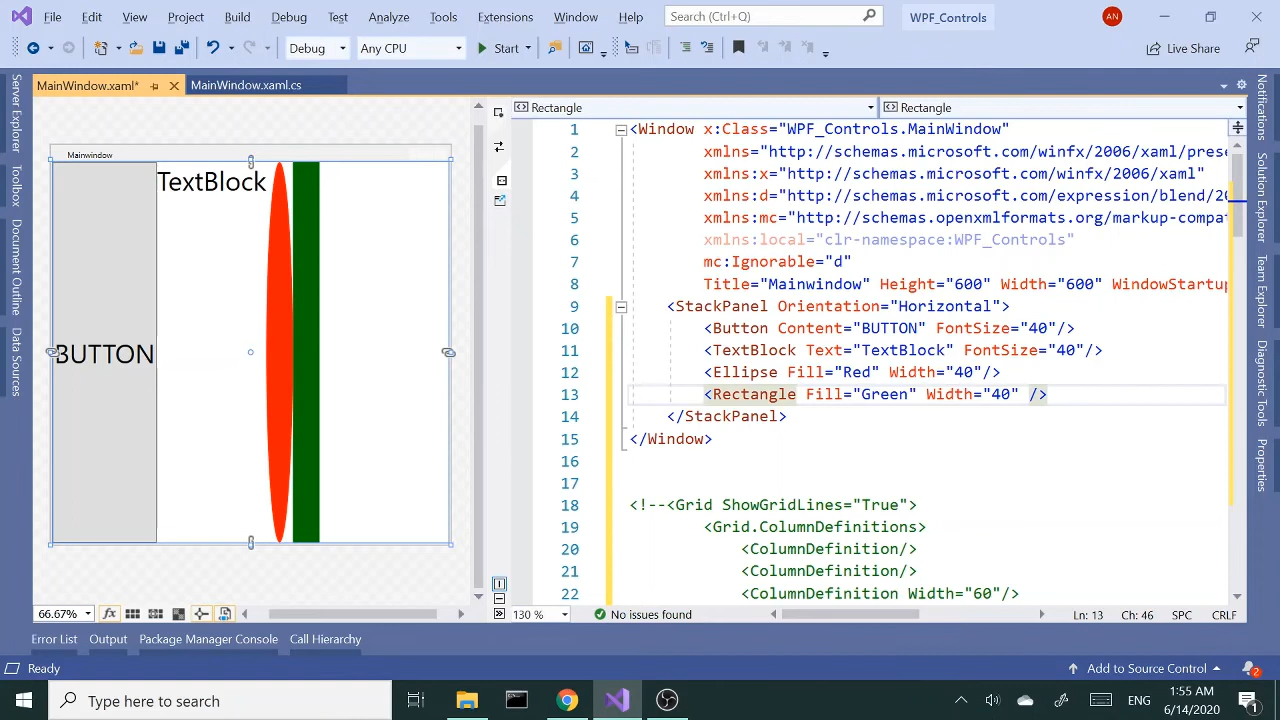 File Edit View Project Build Debug Test Analyze Tools Extensions Window Help Search (Ctrl+Q) WPF_Controls AN
Debug Any CPU Start Live Share
MainWindow.xaml* MainWindow.xaml.cs
Server Explorer
Toolbox
Document Outline
Data Sources
Mainwindow
BUTTON
TextBlock
66.67%
Rectangle Rectangle
1 <Window x:Class="WPF_Controls.MainWindow"
2 xmlns="http://schemas.microsoft.com/winfx/2006/xaml/prese
3 xmlns:x="http://schemas.microsoft.com/winfx/2006/xaml"
4 xmlns:d="http://schemas.microsoft.com/expression/blend/20
5 xmlns:mc="http://schemas.openxmlformats.org/markup-compat
6 xmlns:local="clr-namespace:WPF_Controls"
7 mc:Ignorable="d"
8 Title="Mainwindow" Height="600" Width="600" WindowStartup
9 <StackPanel Orientation="Horizontal">
10 <Button Content="BUTTON" FontSize="40"/>
11 <TextBlock Text="TextBlock" FontSize="40"/>
12 <Ellipse Fill="Red" Width="40"/>
13 <Rectangle Fill="Green" Width="40" />
14 </StackPanel>
15 </Window>
16
17
18 <!--<Grid ShowGridLines="True">
19 <Grid.ColumnDefinitions>
20 <ColumnDefinition/>
21 <ColumnDefinition/>
22 <ColumnDefinition Width="60"/>
130 % No issues found Ln: 13 Ch: 46 SPC CRLF
Notifications
Solution Explorer
Team Explorer
Diagnostic Tools
Properties
Error List Output Package Manager Console Call Hierarchy
Ready Add to Source Control 2
Type here to search ENG 1:55 AM
6/14/2020 1